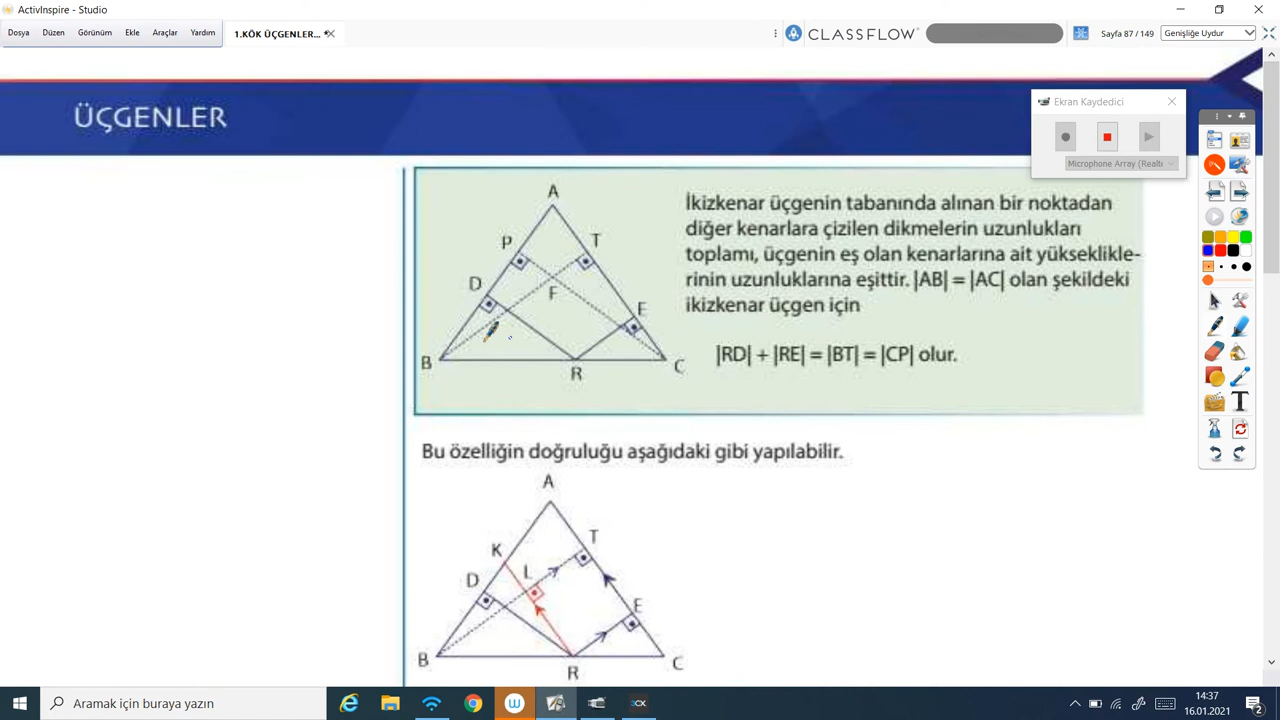 ActivInspire - Studio
Dosya Düzen Görünüm Ekle Araçlar Yardım
1.KÖK ÜÇGENLER...
CLASSFLOW
Sayfa 87 / 149
Genişliğe Uydur
ÜÇGENLER
Ekran Kaydedici
Microphone Array (Realte
A
P
T
D
F
E
B
R
C
İkizkenar üçgenin tabanında alınan bir noktadan
diğer kenarlara çizilen dikmelerin uzunlukları
toplamı, üçgenin eş olan kenarlarına ait yükseklikle-
rinin uzunluklarına eşittir. |AB| = |AC| olan şekildeki
ikizkenar üçgen için
|RD| + |RE| = |BT| = |CP| olur.
Bu özelliğin doğruluğu aşağıdaki gibi yapılabilir.
A
K
T
L
D
E
B
R
C
T
Aramak için buraya yazın
W
14:37
16.01.2021
2